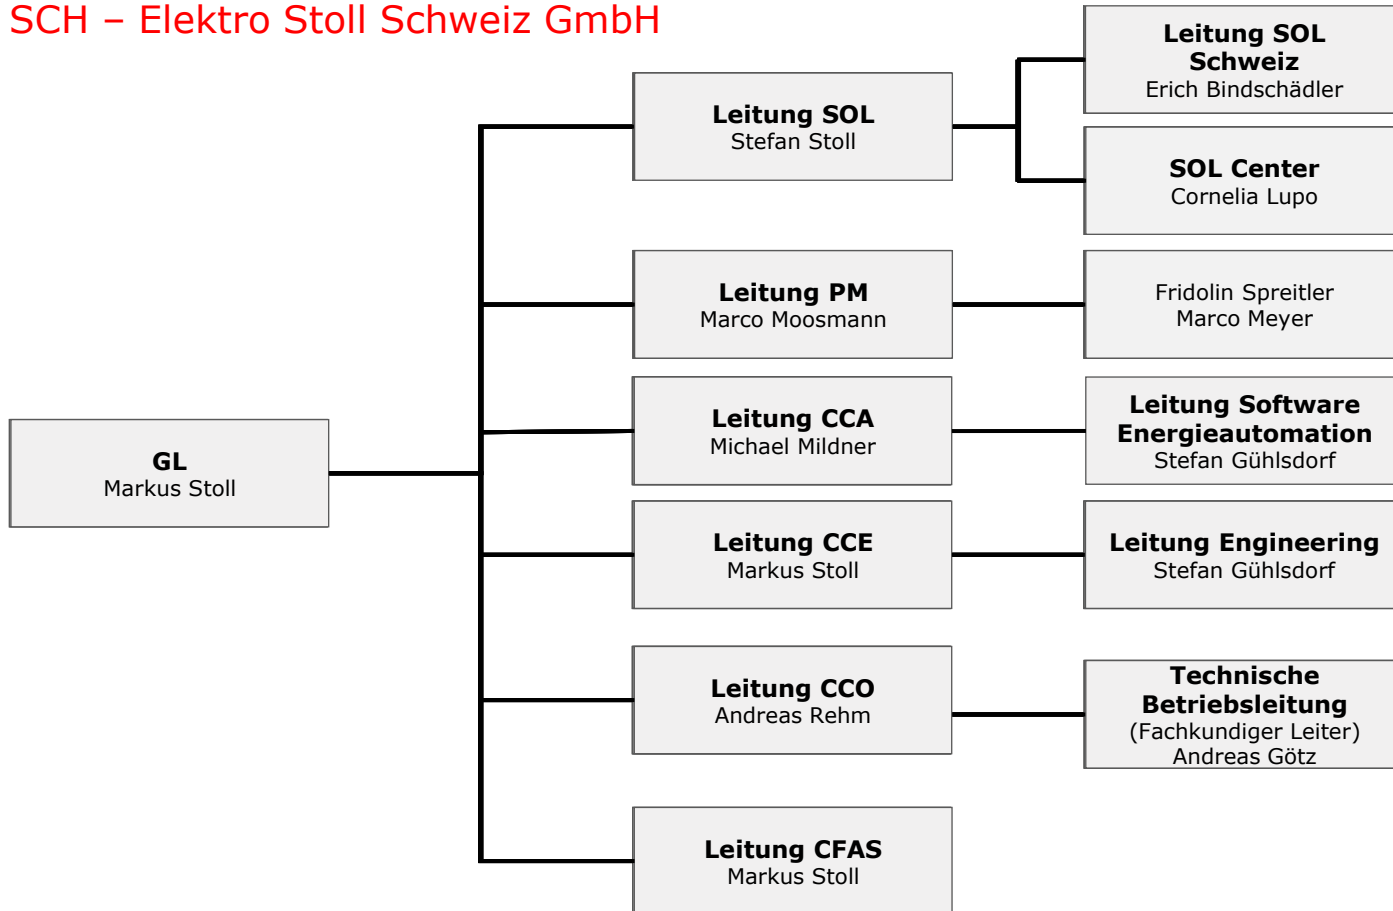 SCH – Elektro Stoll Schweiz GmbH
Leitung SOL
Schweiz
Erich Bindschädler
Leitung SOL
Stefan Stoll
SOL Center
Cornelia Lupo
Leitung PM
Marco Moosmann
Fridolin Spreitler
Marco Meyer
Leitung CCA
Michael Mildner
Leitung Software
Energieautomation
Stefan Gühlsdorf
GL
Markus Stoll
Leitung CCE
Markus Stoll
Leitung Engineering
Stefan Gühlsdorf
Leitung CCO
Andreas Rehm
Technische
Betriebsleitung
(Fachkundiger Leiter)
Andreas Götz
Leitung CFAS
Markus Stoll